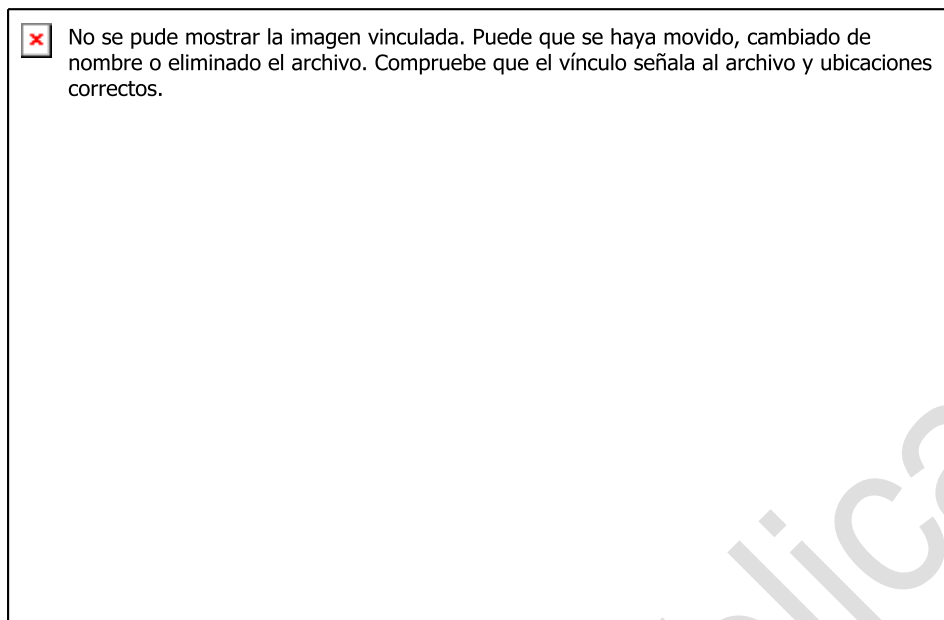 No se pude mostrar la imagen vinculada. Puede que se haya movido, cambiado de
nombre o eliminado el archivo. Compruebe que el vínculo señala al archivo y ubicaciones
correctos.